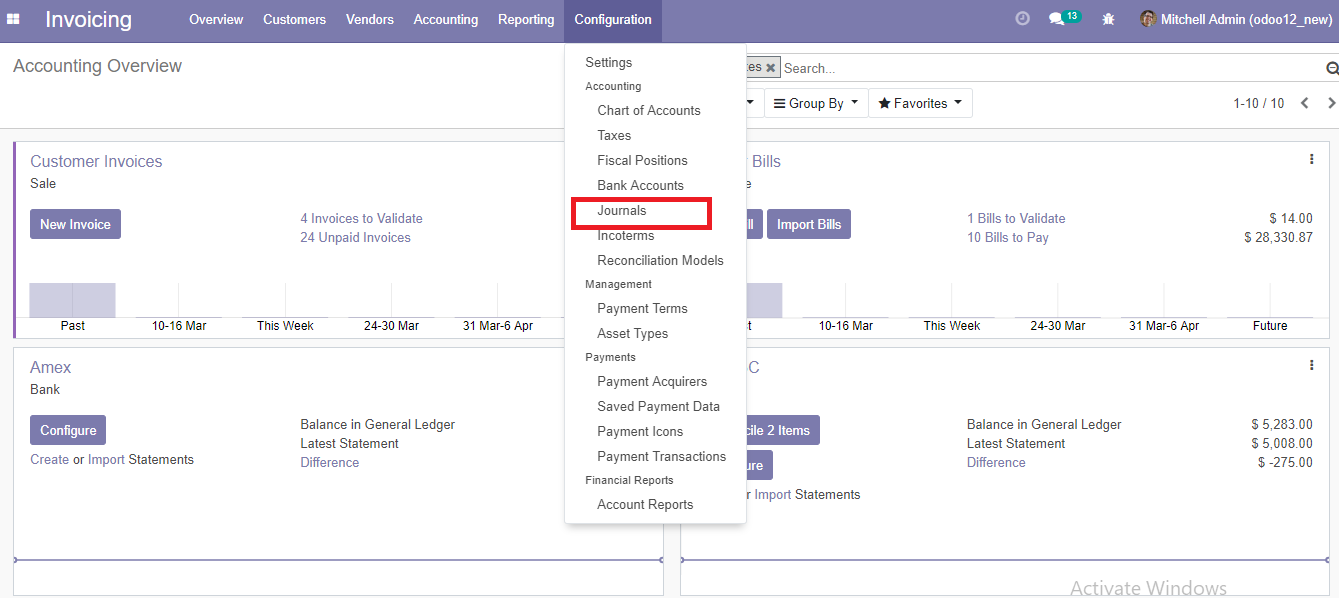 Invoicing Overview Customers Vendors Accounting Reporting Configuration 13 Mitchell Admin (odoo12_new)
Accounting Overview
Search...
Group By Favorites 1-10 / 10
Settings
Accounting
Chart of Accounts
Taxes
Fiscal Positions
Bank Accounts
Journals
Incoterms
Reconciliation Models
Management
Payment Terms
Asset Types
Payments
Payment Acquirers
Saved Payment Data
Payment Icons
Payment Transactions
Financial Reports
Account Reports
Customer Invoices
Sale
New Invoice
4 Invoices to Validate
24 Unpaid Invoices
Past 10-16 Mar This Week 24-30 Mar 31 Mar-6 Apr
Bills
Import Bills
1 Bills to Validate $ 14.00
10 Bills to Pay $ 28,330.87
10-16 Mar This Week 24-30 Mar 31 Mar-6 Apr Future
Amex
Bank
Configure
Create or Import Statements
Balance in General Ledger
Latest Statement
Difference
cile 2 Items
Import Statements
Balance in General Ledger $ 5,283.00
Latest Statement $ 5,008.00
Difference $ -275.00
Activate Windows